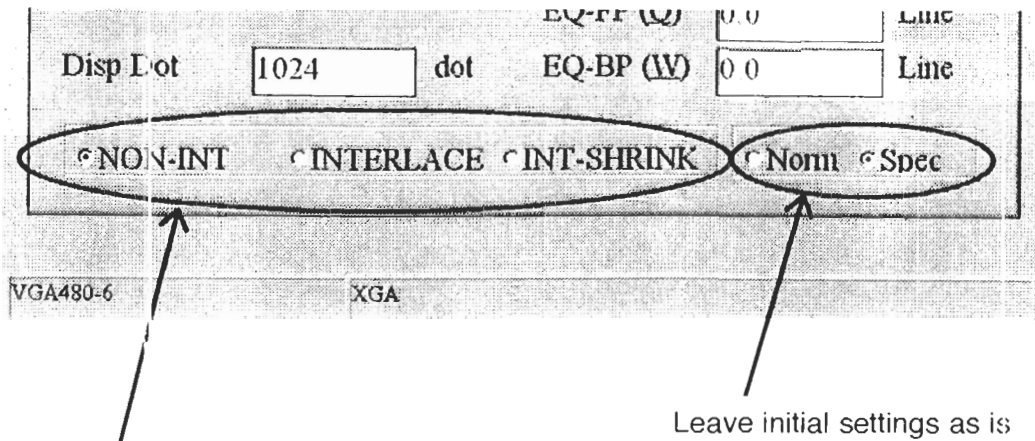 EQ-FP (Q) 0.0 Line
Disp Dot 1024 dot EQ-BP (W) 0.0 Line
NON-INT INTERLACE INT-SHRINK Norm Spec
VGA480-6 XGA
Leave initial settings as is